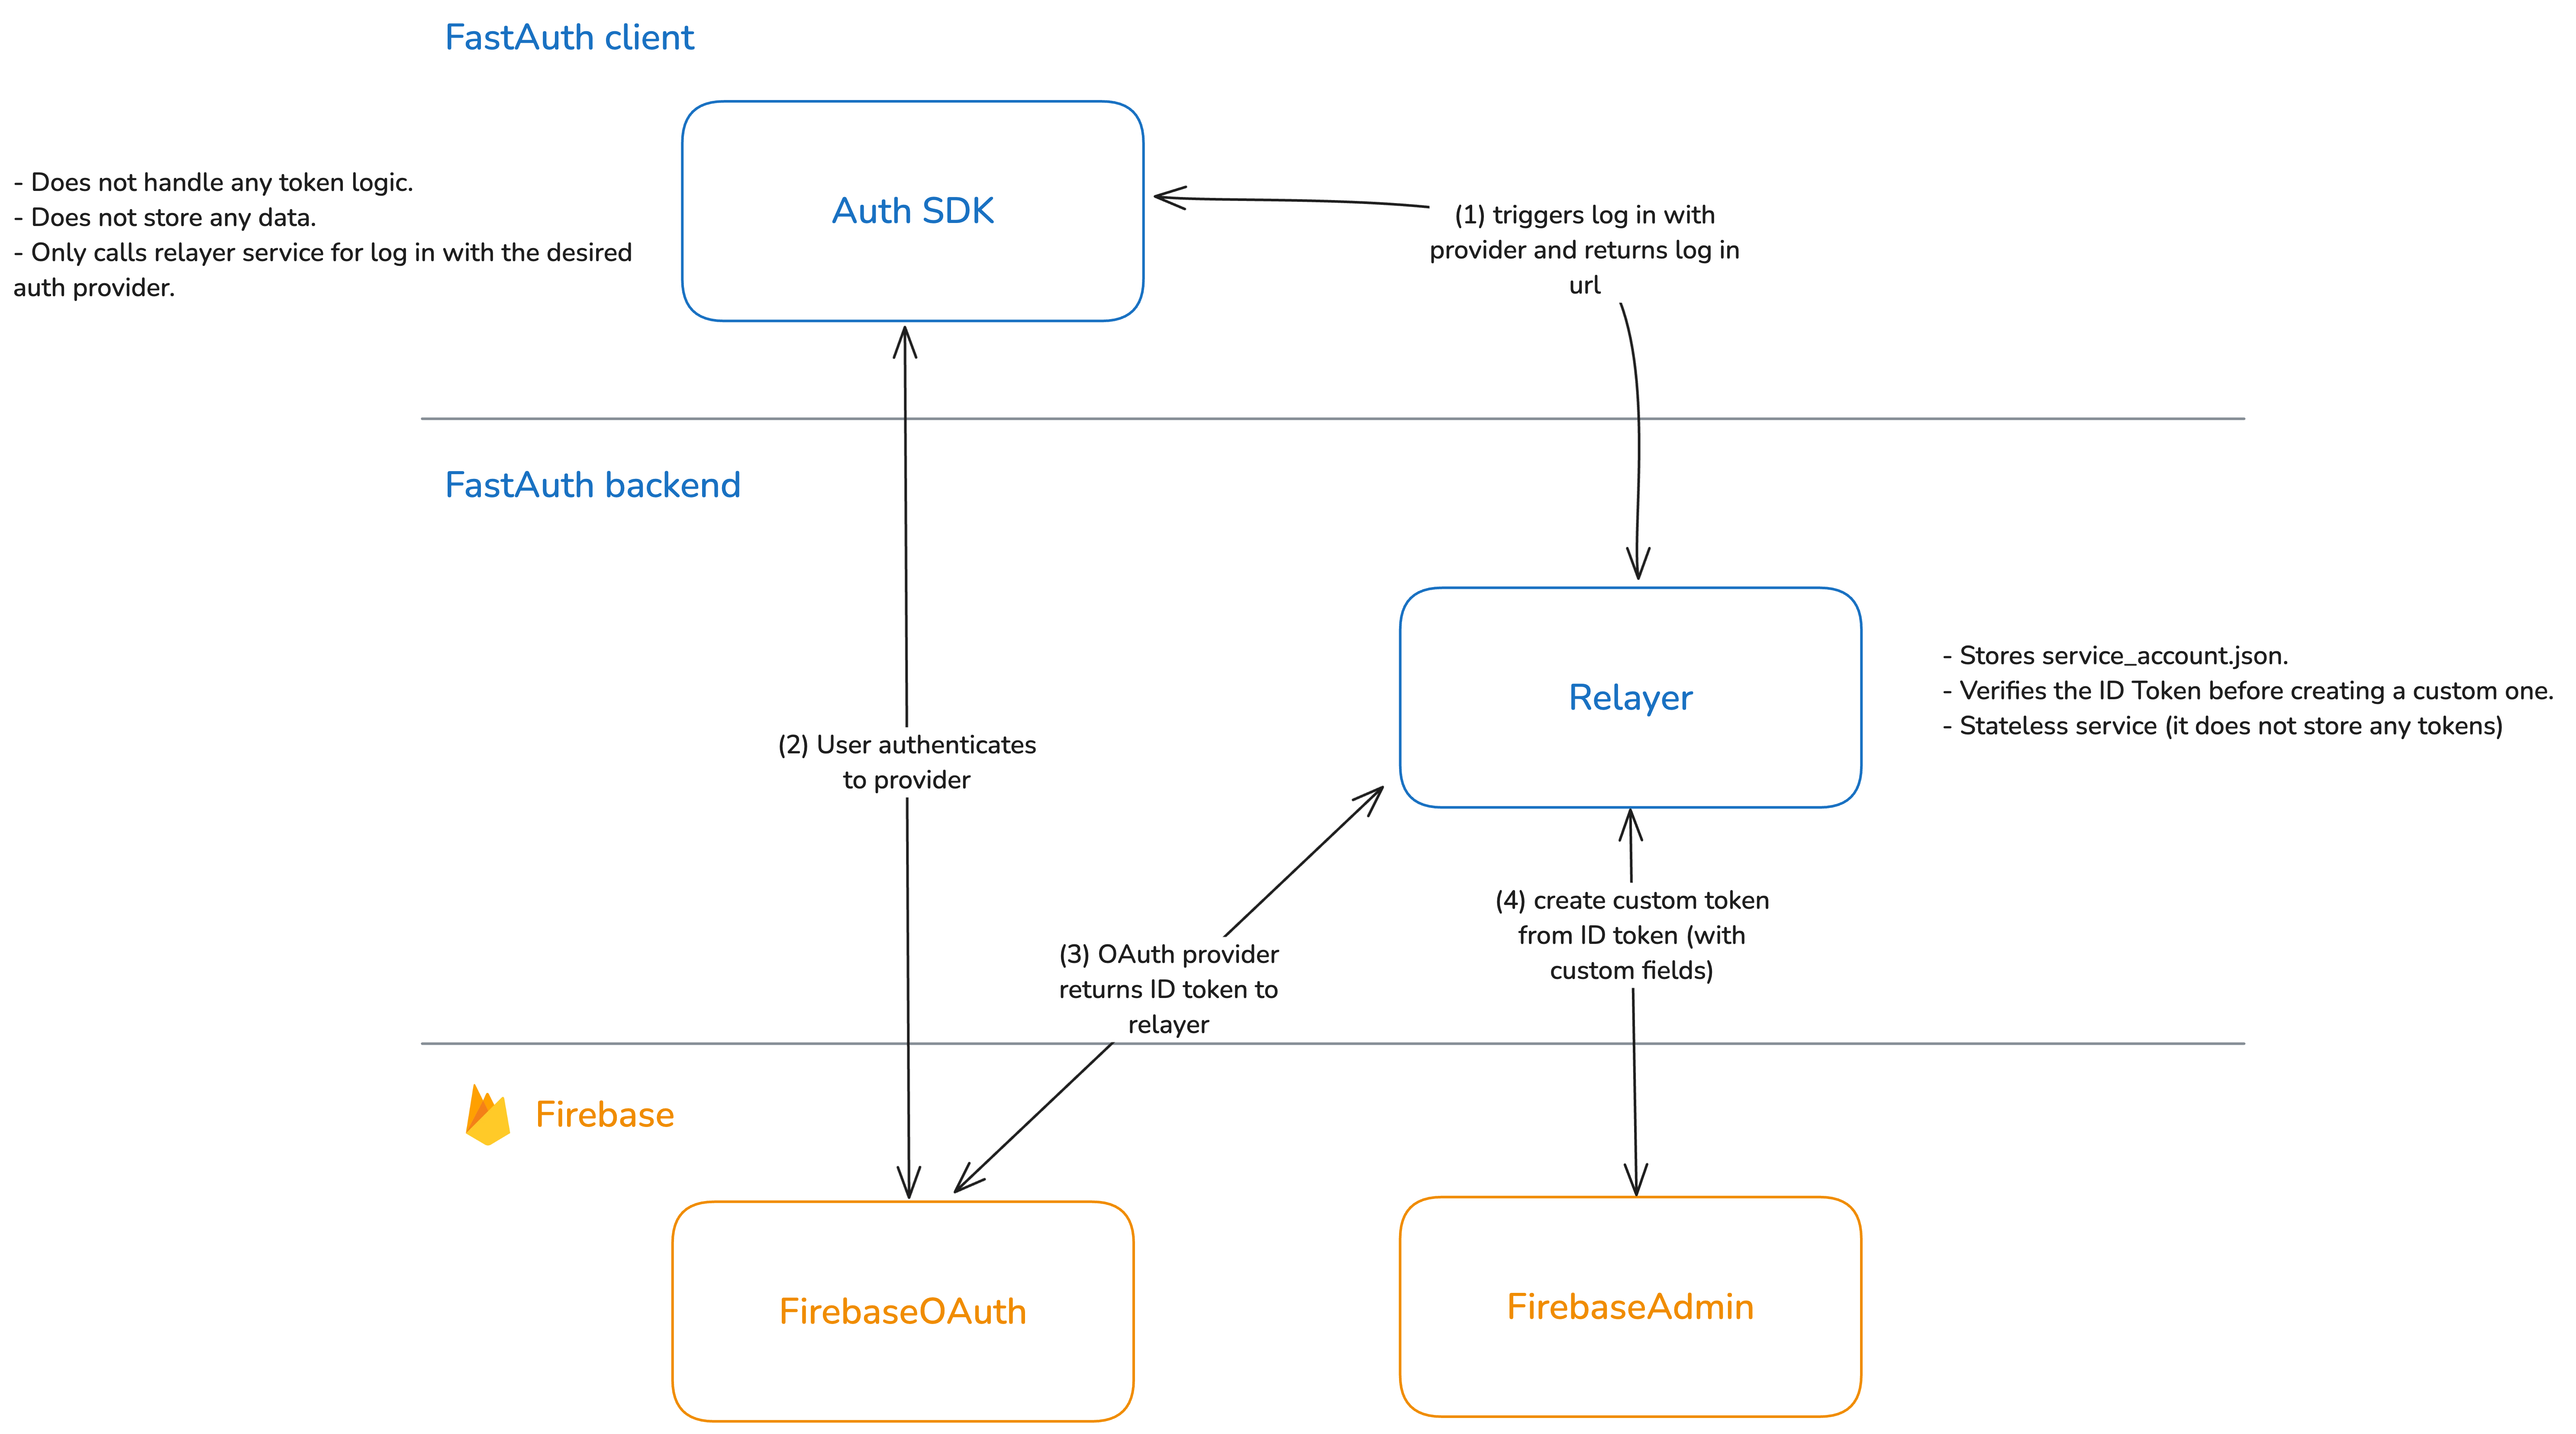 FastAuth client
Auth SDK
- Does not handle any token logic.
- Does not store any data.
- Only calls relayer service for log in with the desired
auth provider.
(1) triggers log in with
provider and returns log in
url
FastAuth backend
Relayer
- Stores service_account.json.
- Verifies the ID Token before creating a custom one.
- Stateless service (it does not store any tokens)
(2) User authenticates
to provider
(3) OAuth provider
returns ID token to
relayer
(4) create custom token
from ID token (with
custom fields)
Firebase
FirebaseOAuth
FirebaseAdmin